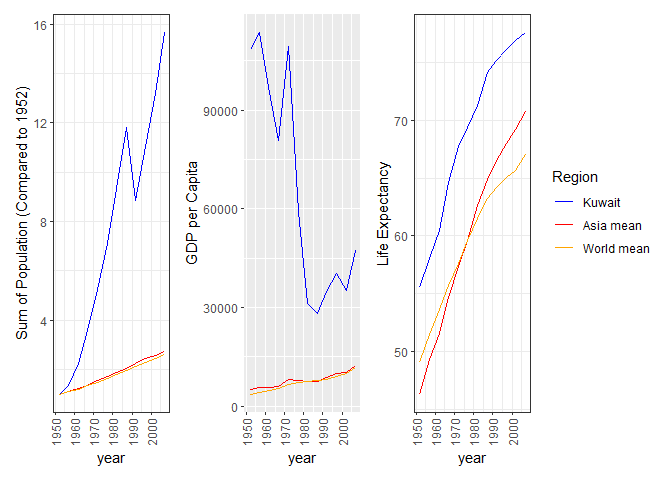 Sum of Population (Compared to 1952)
16
12
8
4
1950
1960
1970
1980
1990
2000
year
GDP per Capita
90000
60000
30000
0
1950
1960
1970
1980
1990
2000
year
Life Expectancy
70
60
50
1950
1960
1970
1980
1990
2000
year
Region
Kuwait
Asia mean
World mean